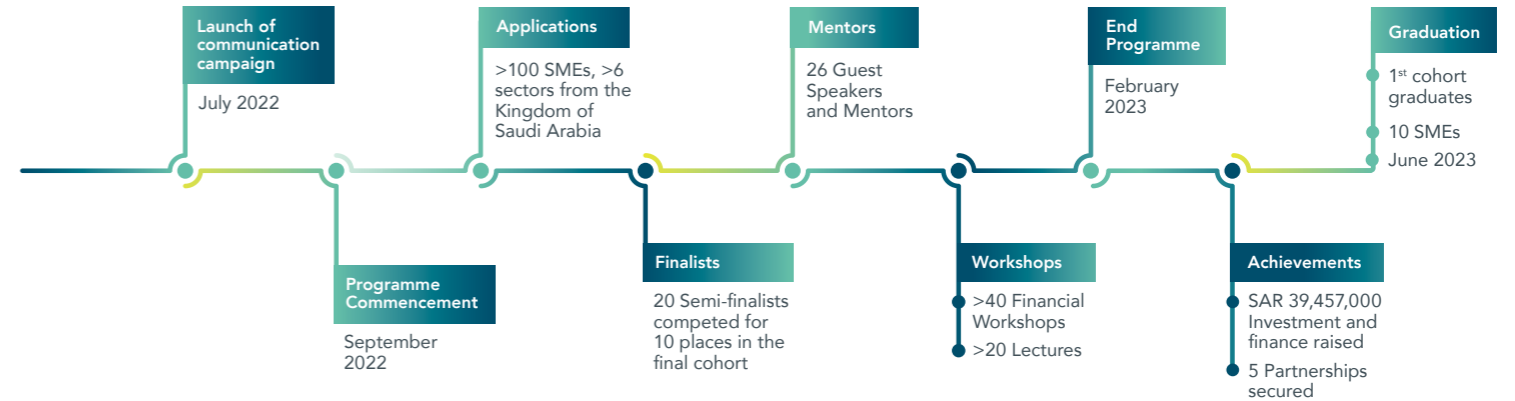 Launch of
communication
campaign
July 2022
Programme
Commencement
September
2022
Applications
>100 SMEs, >6
sectors from the
Kingdom of
Saudi Arabia
Finalists
20 Semi-finalists
competed for
10 places in the
final cohort
Mentors
26 Guest
Speakers
and Mentors
Workshops
>40 Financial
Workshops
>20 Lectures
End
Programme
February
2023
Achievements
SAR 39,457,000
Investment and
finance raised
5 Partnerships
secured
Graduation
1st cohort
graduates
10 SMEs
June 2023